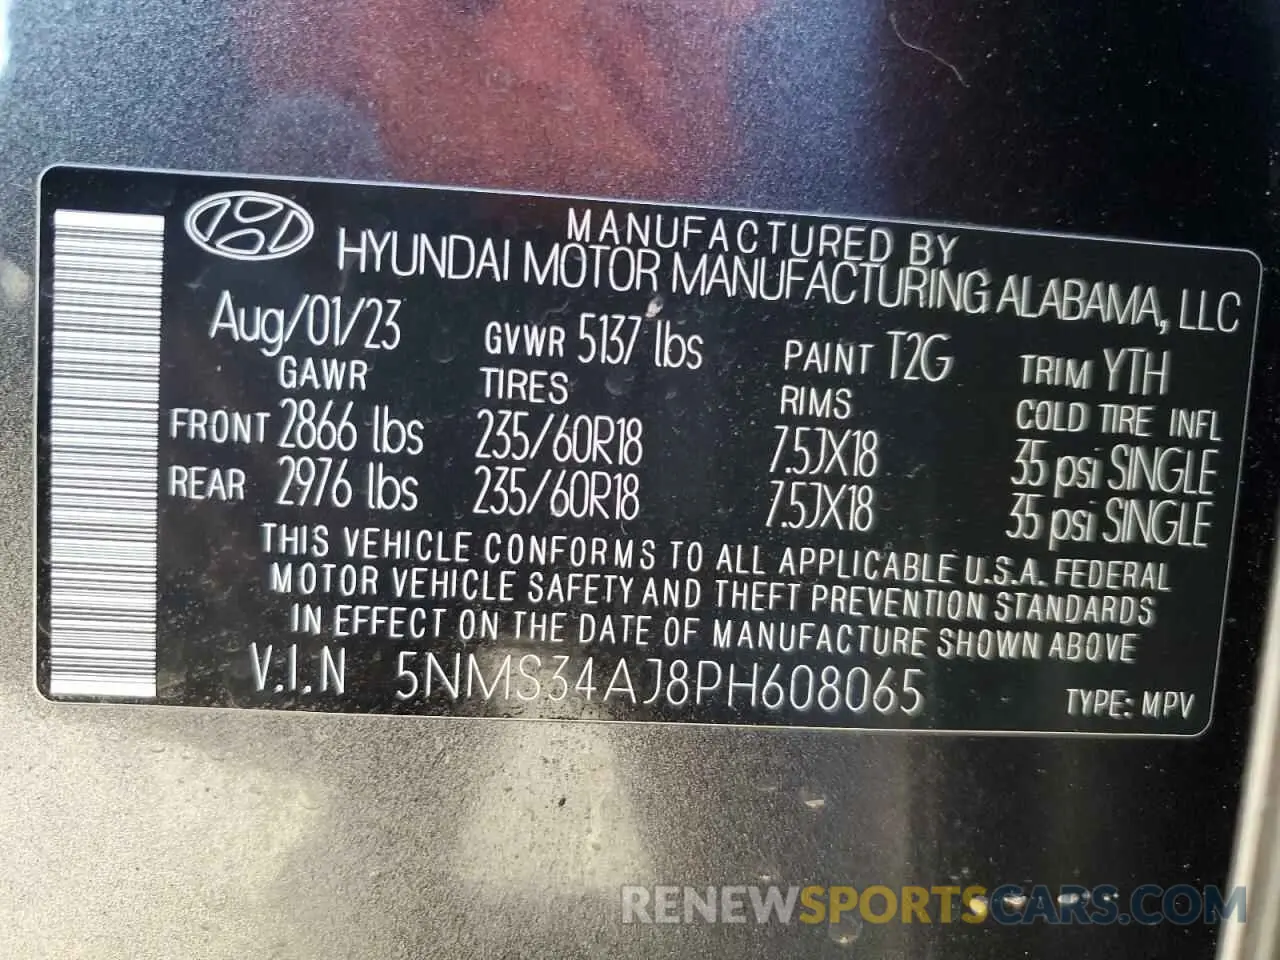 MANUFACTURED BY
HYUNDAI MOTOR MANUFACTURING ALABAMA, LLC
Aug/01/23 GVWR 5137 lbs PAINT T2G TRIM YTH
GAWR TIRES RIMS COLD TIRE INFL
FRONT 2866 lbs 235/60R18 7.5JX18 35 psi SINGLE
REAR 2976 lbs 235/60R18 7.5JX18 35 psi SINGLE
THIS VEHICLE CONFORMS TO ALL APPLICABLE U.S.A. FEDERAL
MOTOR VEHICLE SAFETY AND THEFT PREVENTION STANDARDS
IN EFFECT ON THE DATE OF MANUFACTURE SHOWN ABOVE
V.I.N 5NMS34AJ8PH608065 TYPE: MPV
RENEWSPORTSCARS.COM